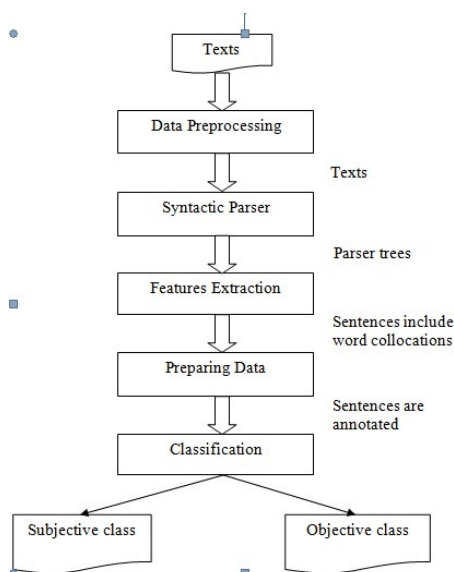 Texts
Data Preprocessing
Texts
Syntactic Parser
Parser trees
Features Extraction
Sentences include
word collocations
Preparing Data
Sentences are
annotated
Classification
Subjective class
Objective class